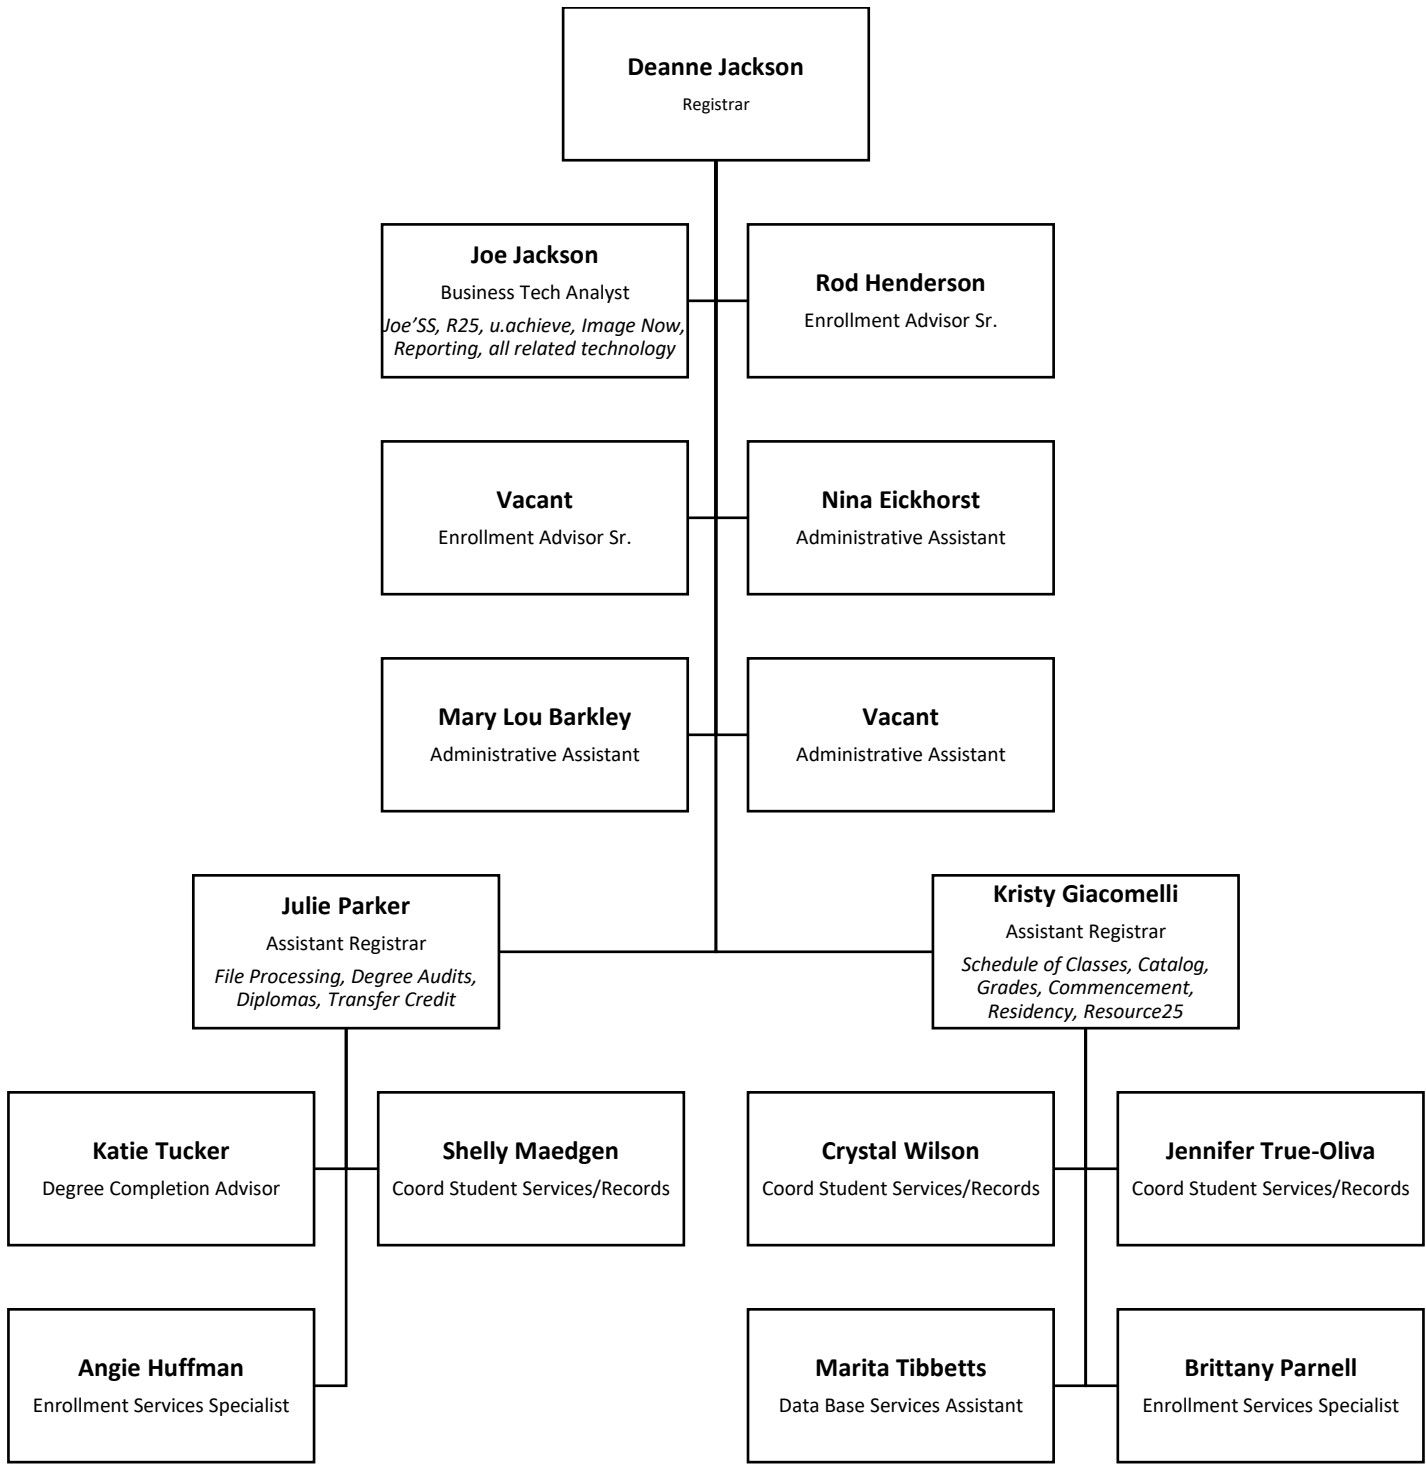 Deanne Jackson
Registrar
Joe Jackson
Business Tech Analyst
Joe’SS, R25, u.achieve, Image Now,
Reporting, all related technology
Rod Henderson
Enrollment Advisor Sr.
Vacant
Enrollment Advisor Sr.
Nina Eickhorst
Administrative Assistant
Mary Lou Barkley
Administrative Assistant
Vacant
Administrative Assistant
Julie Parker
Assistant Registrar
File Processing, Degree Audits,
Diplomas, Transfer Credit
Kristy Giacomelli
Assistant Registrar
Schedule of Classes, Catalog,
Grades, Commencement,
Residency, Resource25
Katie Tucker
Degree Completion Advisor
Shelly Maedgen
Coord Student Services/Records
Crystal Wilson
Coord Student Services/Records
Jennifer True-Oliva
Coord Student Services/Records
Angie Huffman
Enrollment Services Specialist
Marita Tibbetts
Data Base Services Assistant
Brittany Parnell
Enrollment Services Specialist